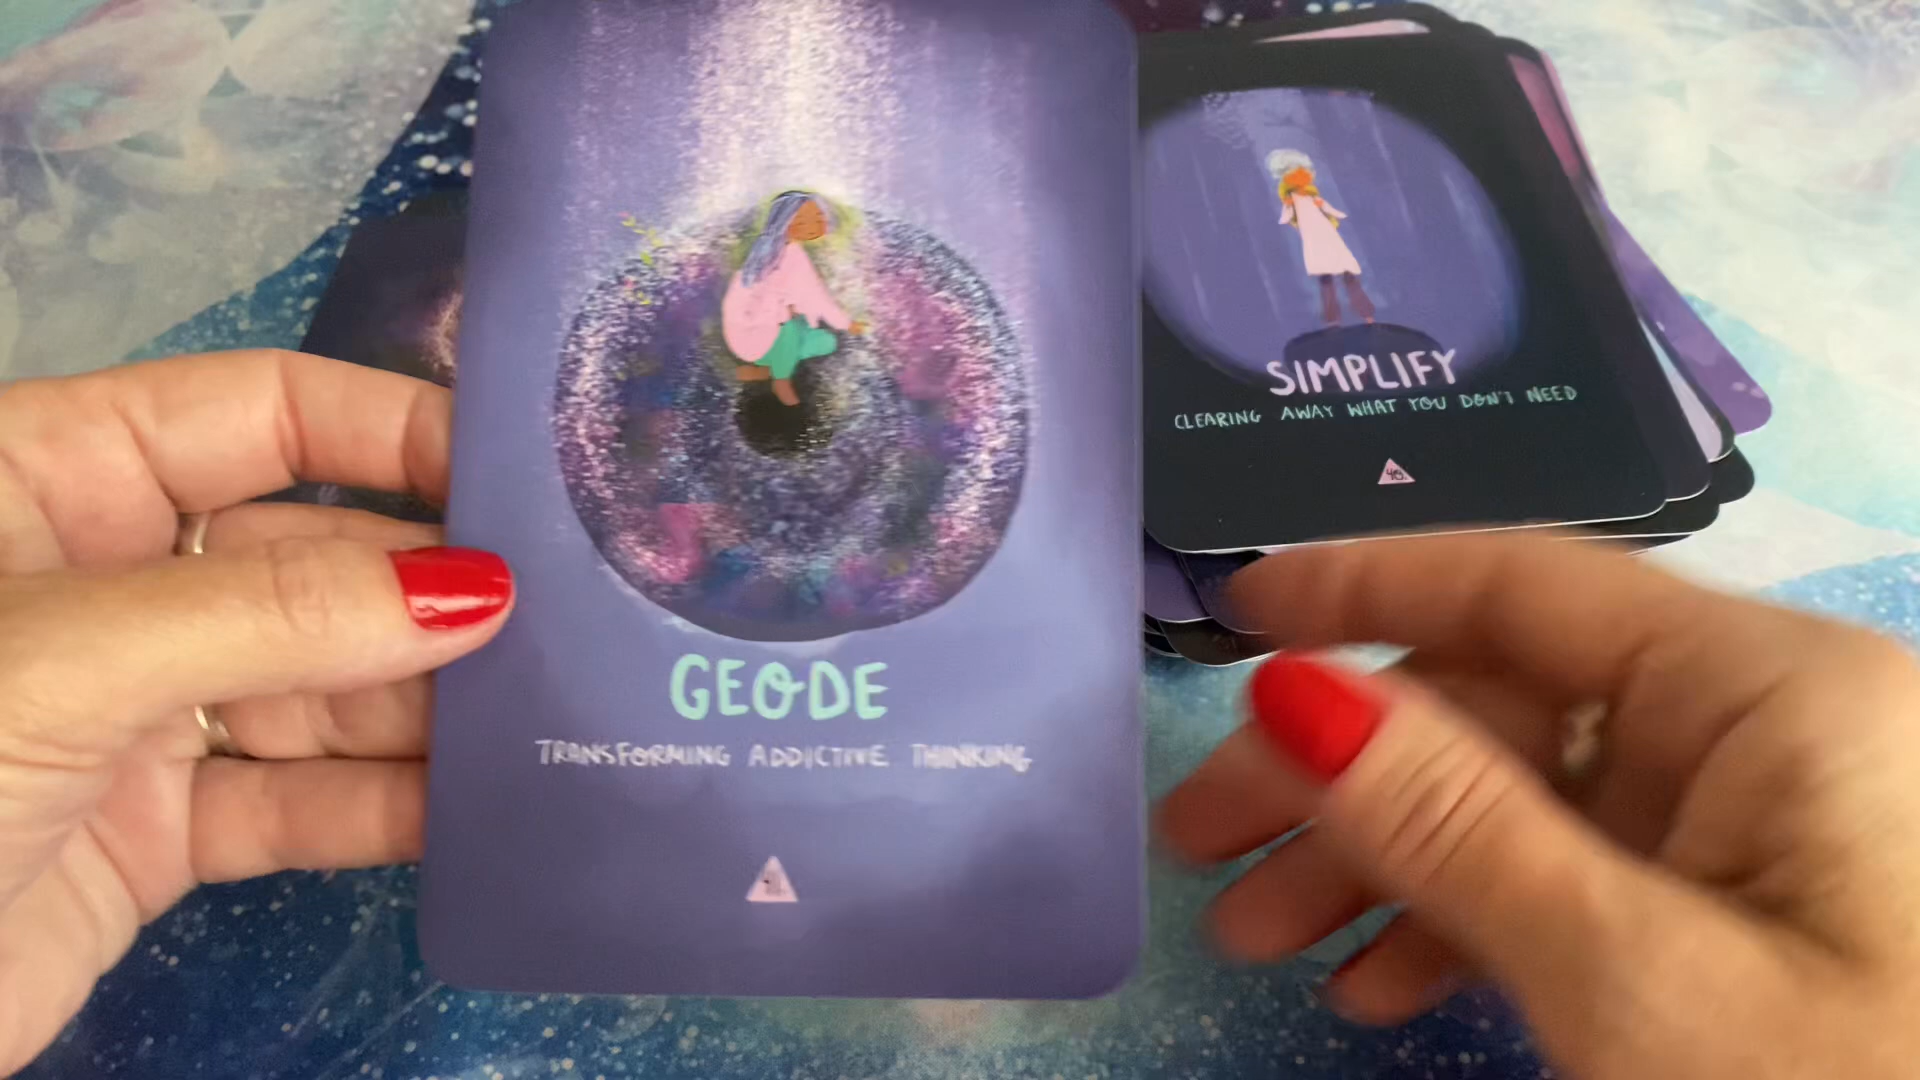 GEODE
TRANSFORMING ADDICTIVE THINKING
SIMPLIFY
CLEARING AWAY WHAT YOU DON'T NEED